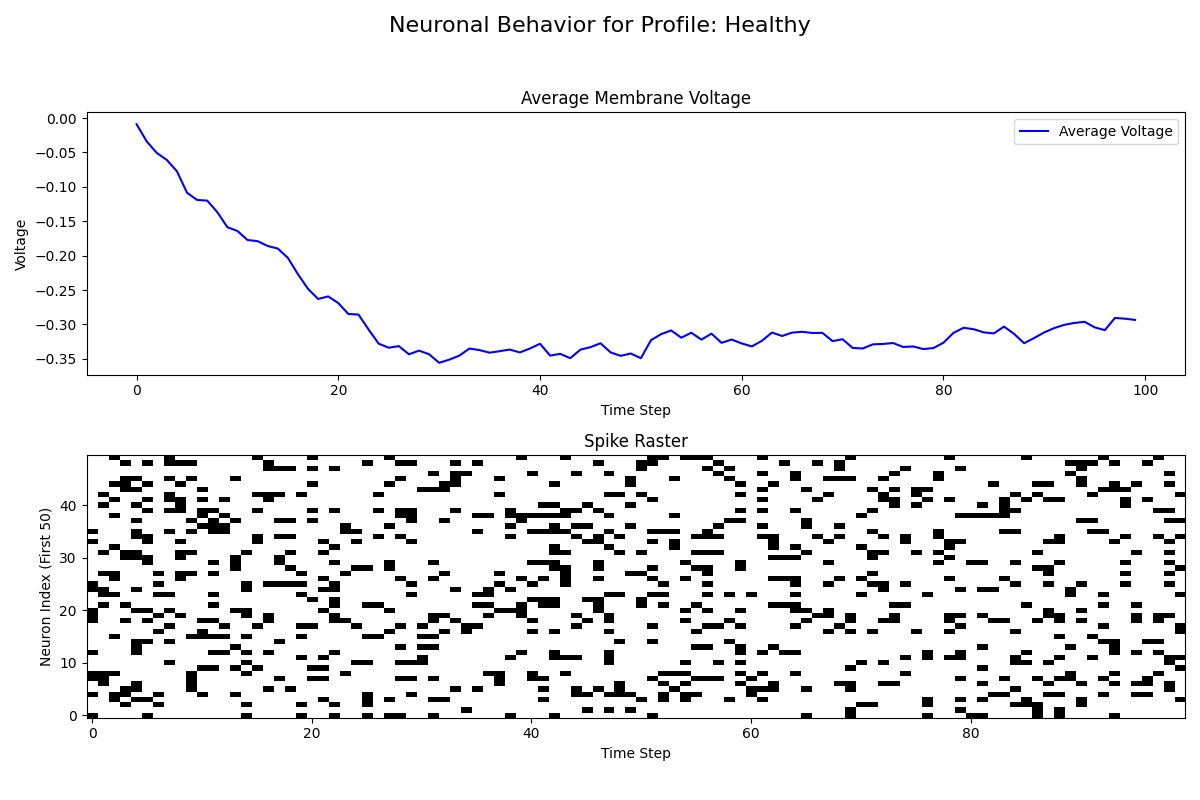 Neuronal Behavior for Profile: Healthy
Average Membrane Voltage
Average Voltage
Voltage
0.00
−0.05
−0.10
−0.15
−0.20
−0.25
−0.30
−0.35
0 20 40 60 80 100
Time Step
Spike Raster
Neuron Index (First 50)
40
30
20
10
0
0 20 40 60 80
Time Step